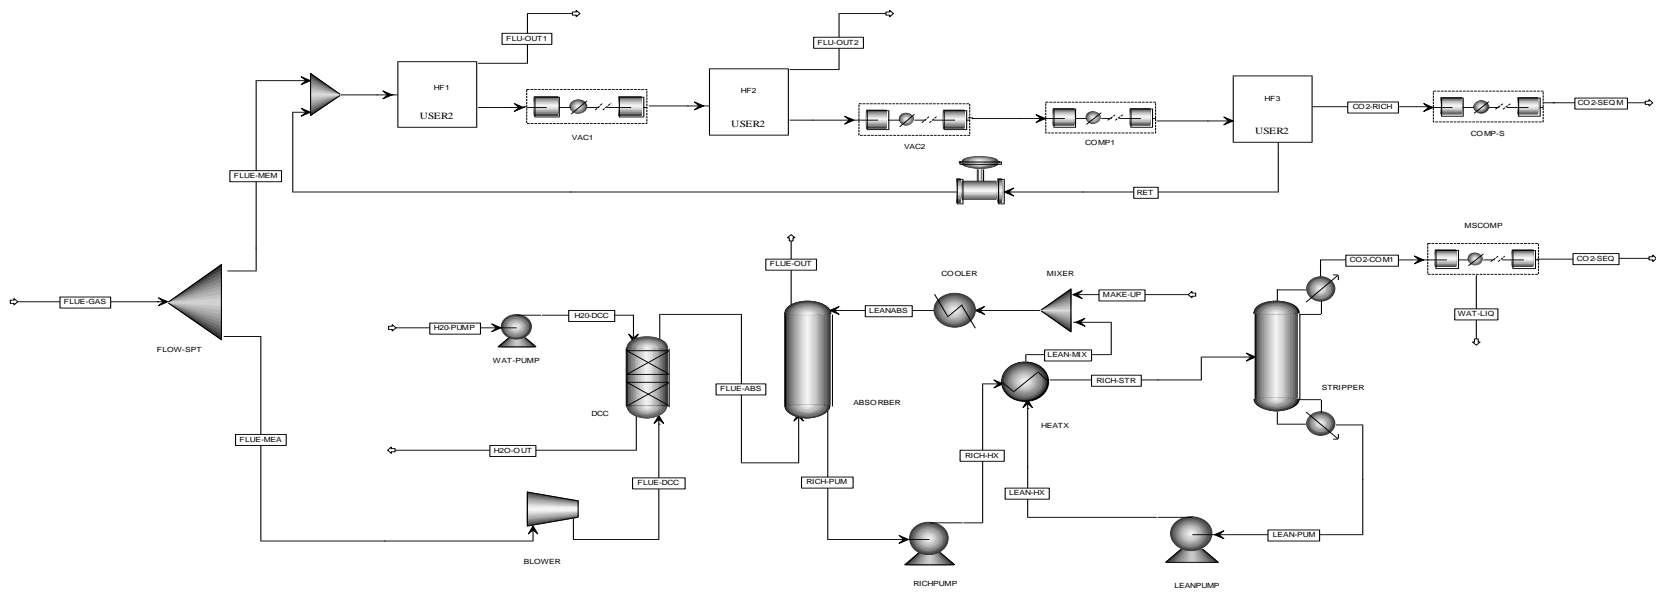 FLU-OUT1
FLU-OUT2
HF1
USER2
VAC1
HF2
USER2
VAC2
COMP1
HF3
USER2
CO2-RICH
COMP-S
CO2-SEQM
FLUE-MEM
RET
FLUE-GAS
FLOW-SPT
FLUE-MEA
H20-PUMP
WAT-PUMP
H20-DCC
DCC
H2O-OUT
FLUE-DCC
BLOWER
FLUE-ABS
FLUE-OUT
ABSORBER
RICH-PUM
RICHPUMP
LEANABS
COOLER
MIXER
MAKE-UP
LEAN-MIX
HEATX
RICH-HX
LEAN-HX
RICH-STR
STRIPPER
LEAN-PUM
LEANPUMP
CO2-COM1
MSCOMP
CO2-SEQ
WAT-LIQ